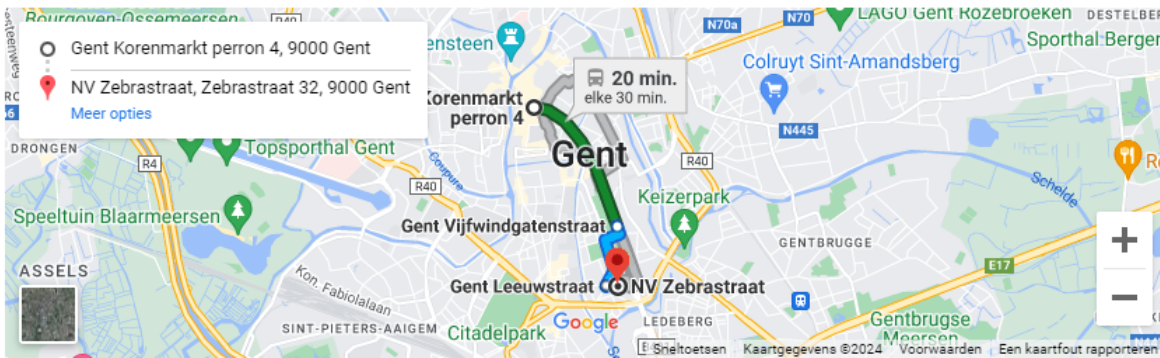 Bourgoyen-Ossemeersen
Gent Korenmarkt perron 4, 9000 Gent
NV Zebrastraat, Zebrastraat 32, 9000 Gent
Meer opties
ensteen
N70a
N70
LAGO Gent Rozebroeken
DESTELBER
Sporthal Berger
Colruyt Sint-Amandsberg
20 min.
elke 30 min.
Korenmarkt
perron 4
N445
DRONGEN
R4
Topsporthal Gent
Coupure
Gent
R40
R40
Ro
Schelde
Speeltuin Blaarmeersen
Keizerpark
Gent Vijfwindgatenstraat
GENTBRUGGE
ASSELS
Kon. Fabiolalaan
E17
Gent Leeuwstraat
NV Zebrastraat
SINT-PIETERS-AAIGEM
Citadelpark
Google
LEDEBERG
Gentbrugse
Meersen
Sneltoetsen
Kaartgegevens ©2024
Voorwaarden
Een kaartfout rapporteren